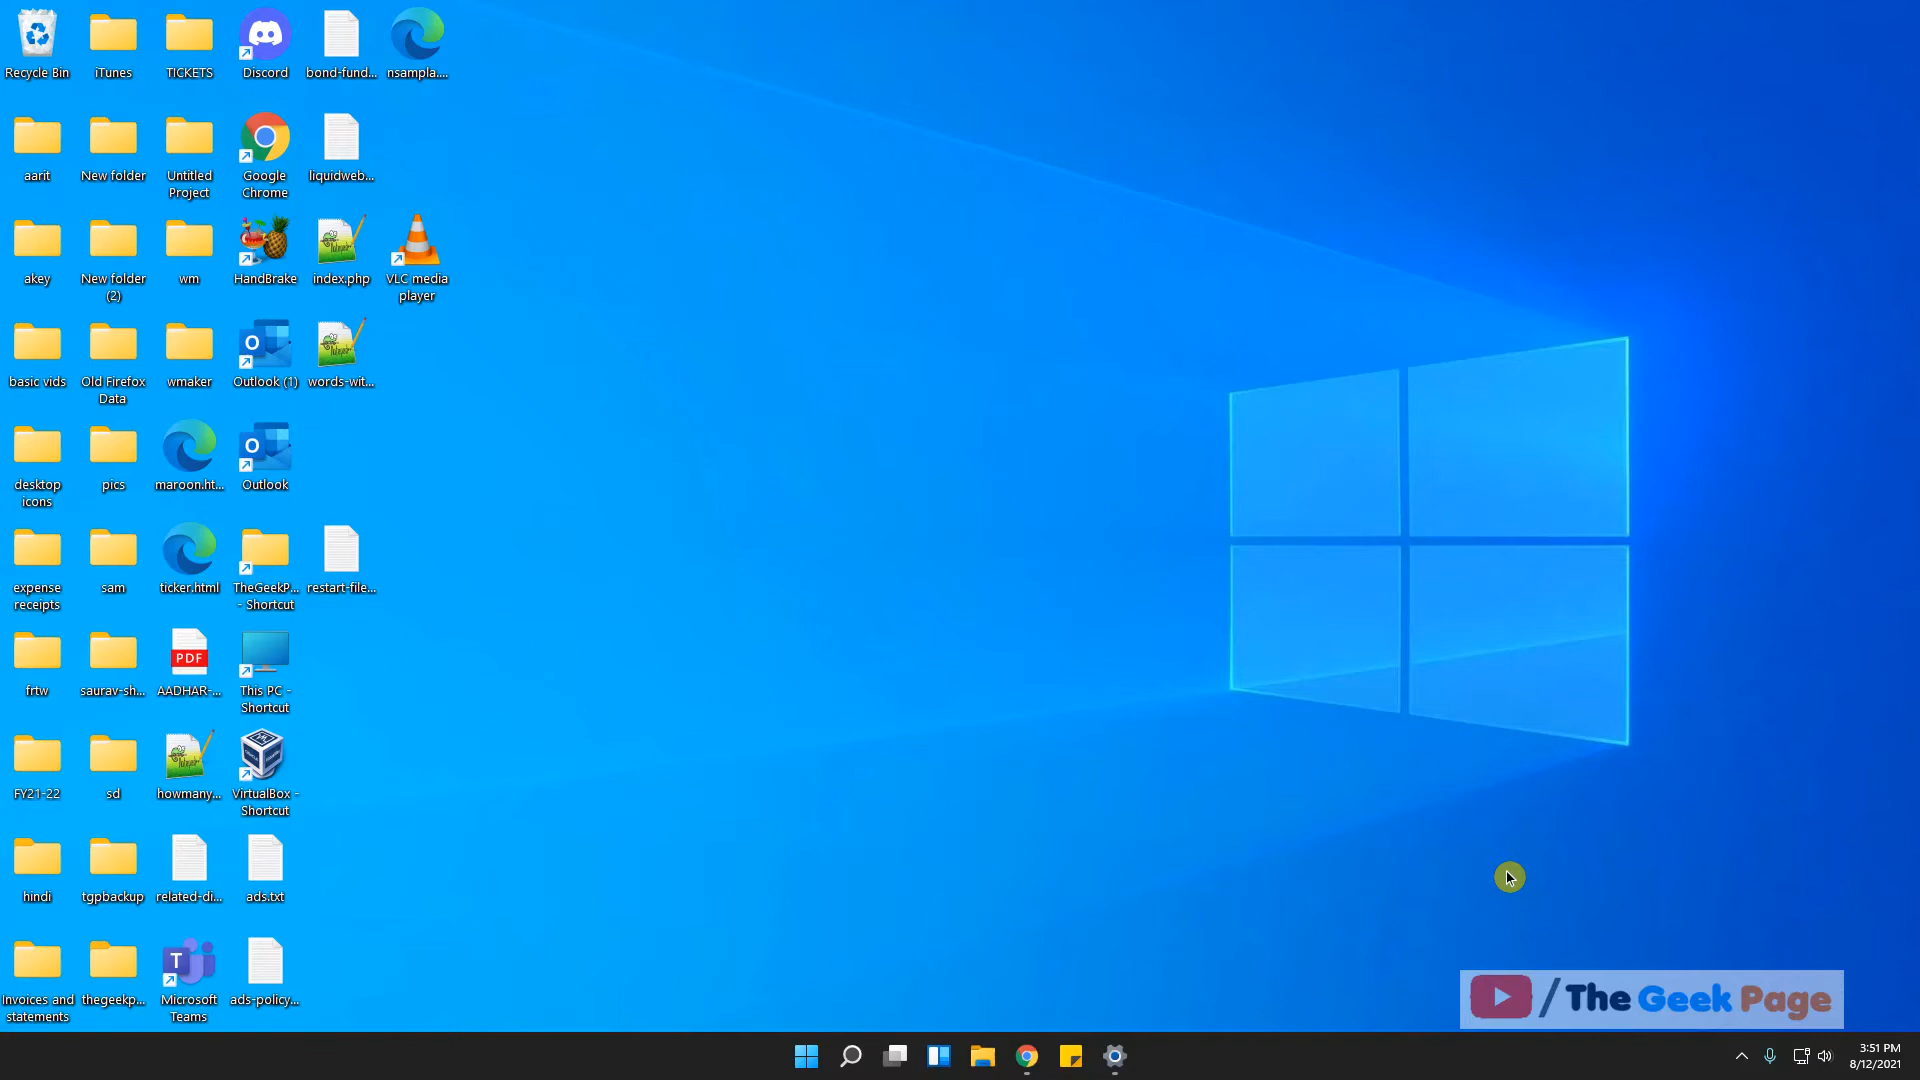 Recycle Bin
iTunes
TICKETS
Discord
bond-fund...
nsampla....
aarit
New folder
Untitled
Project
Google
Chrome
liquidweb...
akey
New folder
(2)
wm
HandBrake
index.php
VLC media
player
basic vids
Old Firefox
Data
wmaker
Outlook (1)
words-wit...
desktop
icons
pics
maroon.ht...
Outlook
expense
receipts
sam
ticker.html
TheGeekP...
- Shortcut
restart-file...
frtw
saurav-sh...
PDF
AADHAR-...
This PC -
Shortcut
FY21-22
sd
howmany...
VirtualBox -
Shortcut
hindi
tgpbackup
related-di...
ads.txt
Invoices and
statements
thegeekp...
Microsoft
Teams
ads-policy...
/The Geek Page
3:51 PM
8/12/2021